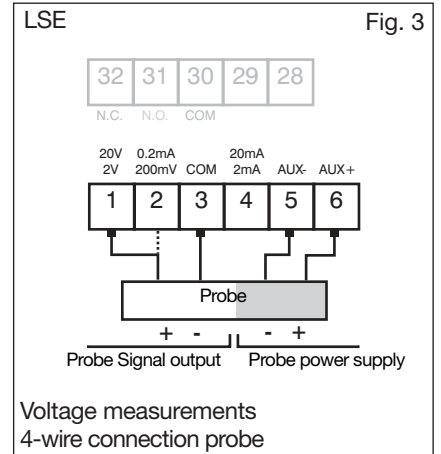 LSE Fig. 3
32 31 30 29 28
N.C. N.O. COM
20V 0.2mA 20mA
2V 200mV COM 2mA AUX- AUX+
1 2 3 4 5 6
Probe
+ - - +
Probe Signal output Probe power supply
Voltage measurements
4-wire connection probe